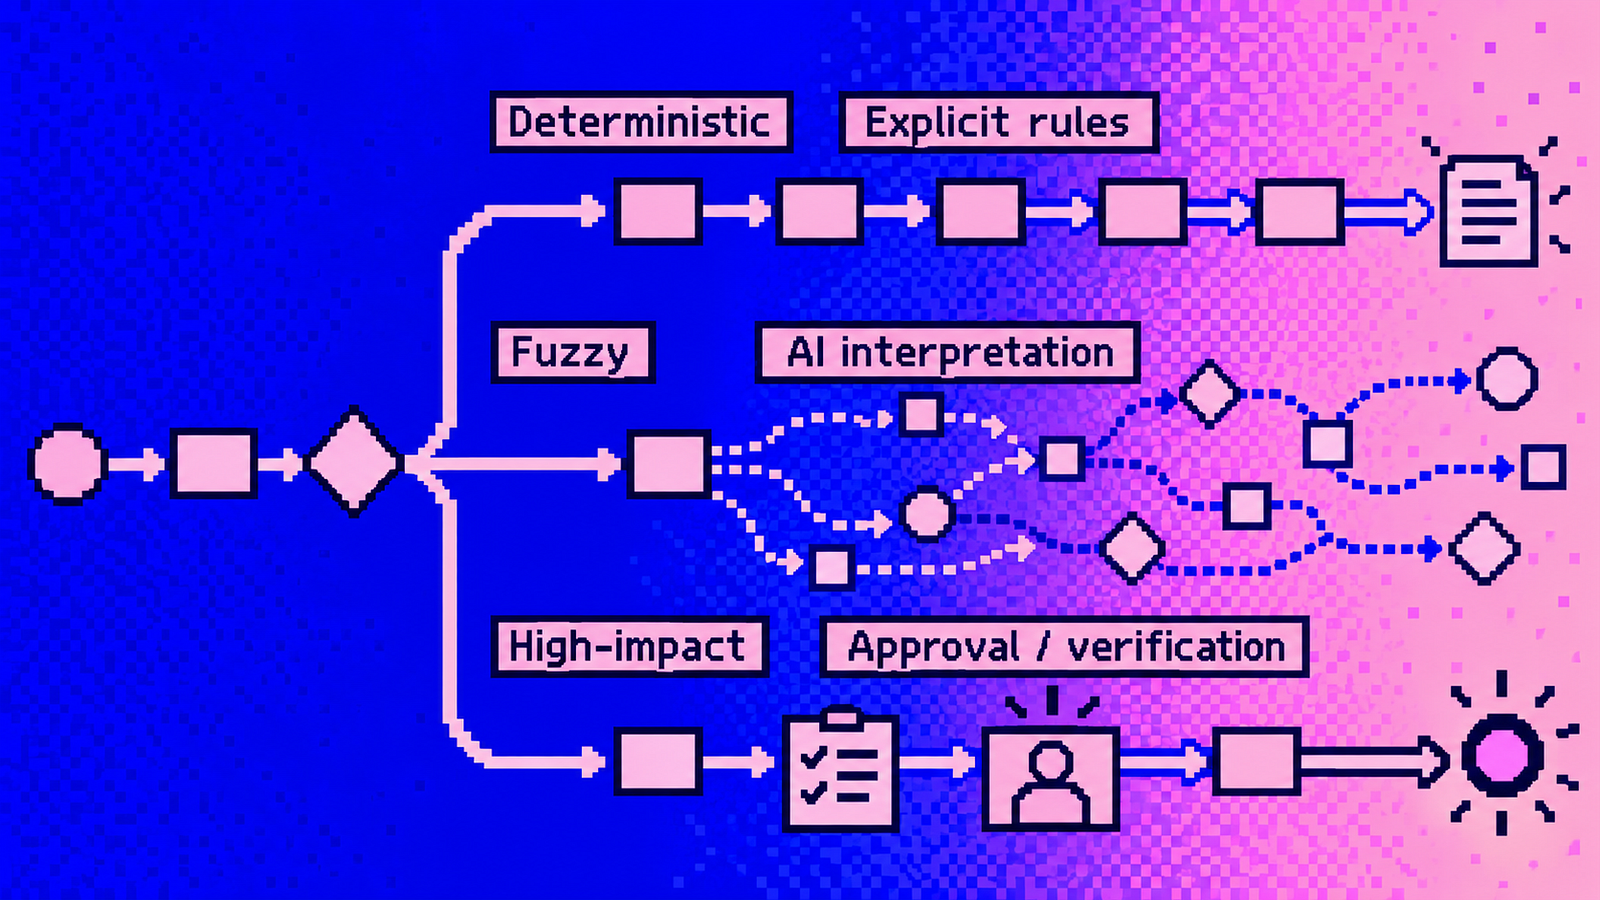 Deterministic
Explicit rules
Fuzzy
AI interpretation
High-impact
Approval / verification